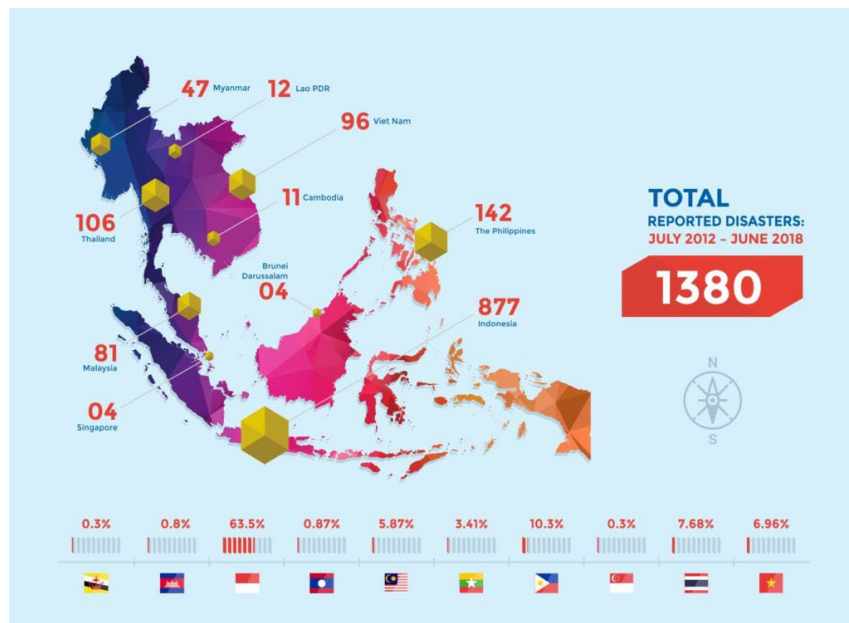 47 Myanmar
12 Lao PDR
96 Viet Nam
106
Thailand
11 Cambodia
142
The Philippines
Brunei
Darussalam
04
877
Indonesia
81
Malaysia
04
Singapore
TOTAL
REPORTED DISASTERS:
JULY 2012 – JUNE 2018
1380
N
S
0.3% 0.8% 63.5% 0.87% 5.87% 3.41% 10.3% 0.3% 7.68% 6.96%